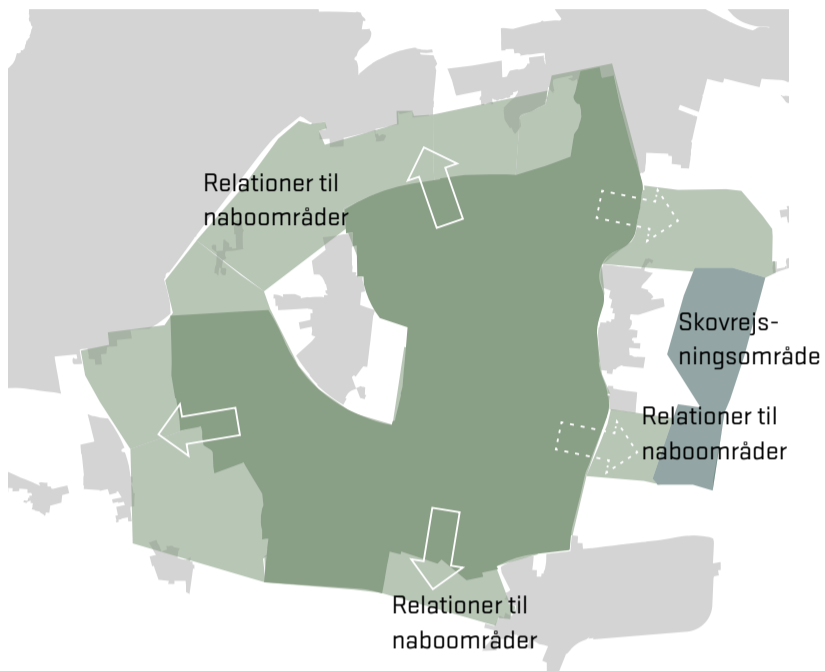 Relationer til
naboområder
Skovrejs-
ningsområde
Relationer til
naboområder
Relationer til
naboområder